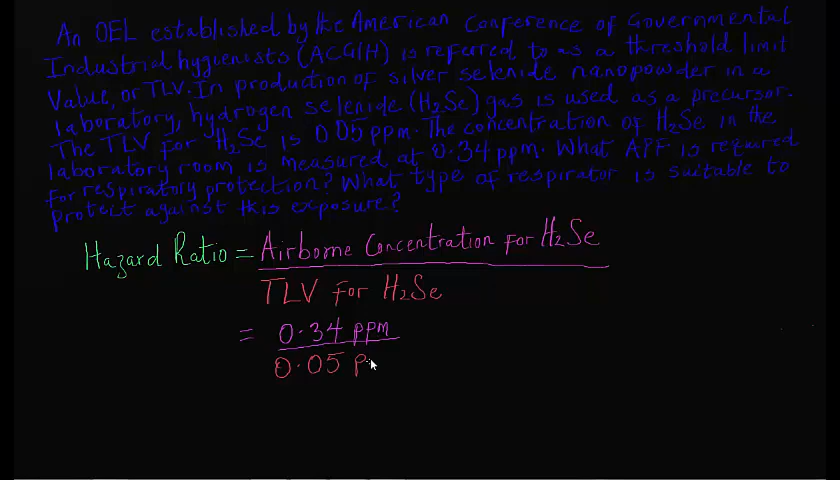 An OEL established by the American Conference of Governmental
Industrial hygienists (ACGIH) is referred to as a threshold limit
Value, or TLV. In production of silver selenide nanopowder in a
laboratory, hydrogen selenide (H₂Se) gas is used as a precursor.
The TLV for H₂Se is 0.05 ppm. The concentration of H₂Se in the
laboratory room is measured at 0.34 ppm. What APF is required
for respiratory protection? What type of respirator is suitable to
protect against this exposure?
Hazard Ratio = Airborne Concentration for H₂Se
TLV for H₂Se
= 0.34 ppm
0.05 p